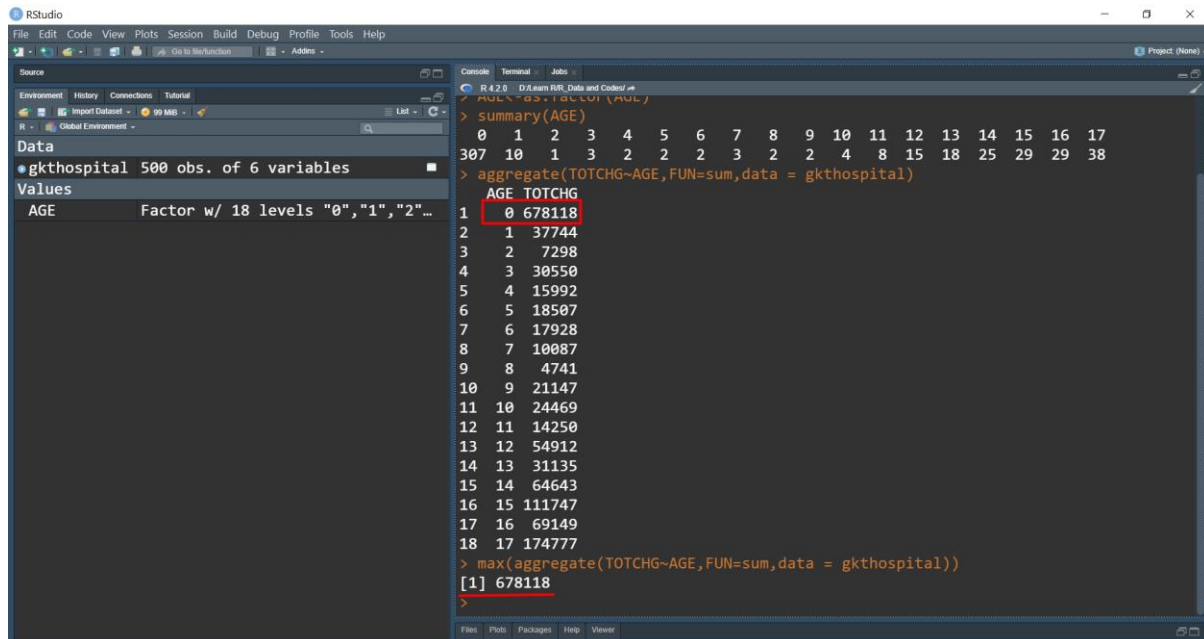 RStudio
File Edit Code View Plots Session Build Debug Profile Tools Help
Go to file/function Addins
Project: (None)
Source
Environment History Connections Tutorial
Import Dataset 99 MiB List
R Global Environment
Data
gkthospital 500 obs. of 6 variables
Values
AGE Factor w/ 18 levels "0","1","2"…
Console Terminal Jobs
R 4.2.0 · D:/Learn R/R_Data and Codes/
> AGE<-as.factor(AGE)
> summary(AGE)
0 1 2 3 4 5 6 7 8 9 10 11 12 13 14 15 16 17
307 10 1 3 2 2 2 3 2 2 4 8 15 18 25 29 29 38
> aggregate(TOTCHG~AGE,FUN=sum,data = gkthospital)
AGE TOTCHG
1 0 678118
2 1 37744
3 2 7298
4 3 30550
5 4 15992
6 5 18507
7 6 17928
8 7 10087
9 8 4741
10 9 21147
11 10 24469
12 11 14250
13 12 54912
14 13 31135
15 14 64643
16 15 111747
17 16 69149
18 17 174777
> max(aggregate(TOTCHG~AGE,FUN=sum,data = gkthospital))
[1] 678118
>
Files Plots Packages Help Viewer